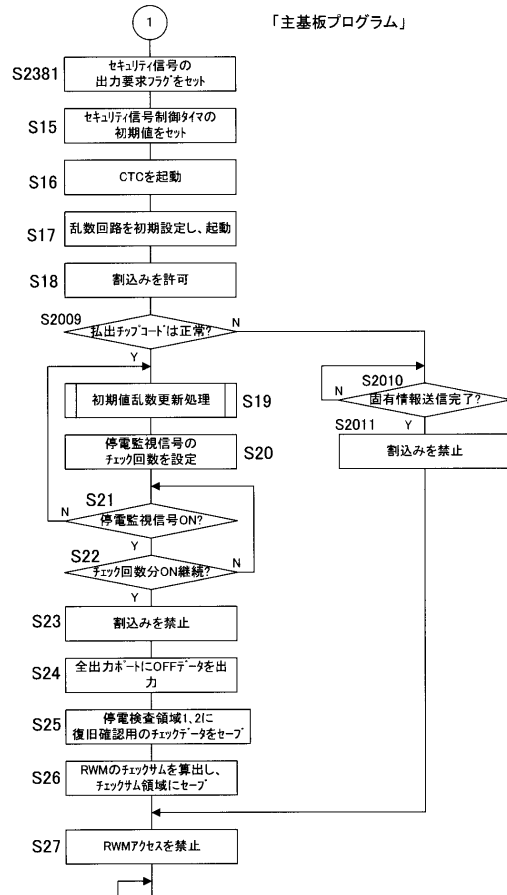 1
「主基板プログラム」
S2381
セキュリティ信号の
出力要求フラグをセット
S15
セキュリティ信号制御タイマの
初期値をセット
S16
CTCを起動
S17
乱数回路を初期設定し、起動
S18
割込みを許可
S2009
払出チップコードは正常?
N
Y
S2010
固有情報送信完了?
N
Y
S2011
割込みを禁止
初期値乱数更新処理
S19
停電監視信号の
チェック回数を設定
S20
S21
停電監視信号ON?
N
Y
S22
チェック回数分ON継続?
N
Y
S23
割込みを禁止
S24
全出力ポートにOFFデータを出
力
S25
停電検査領域1、2に
復旧確認用のチェックデータをセーブ
S26
RWMのチェックサムを算出し、
チェックサム領域にセーブ
S27
RWMアクセスを禁止